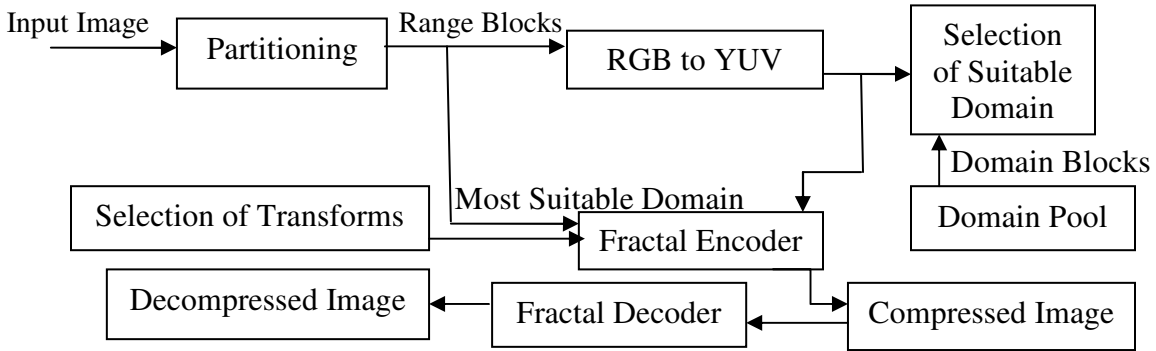 Input Image
Partitioning
Range Blocks
RGB to YUV
Selection
of Suitable
Domain
Domain Blocks
Domain Pool
Most Suitable Domain
Selection of Transforms
Fractal Encoder
Decompressed Image
Fractal Decoder
Compressed Image